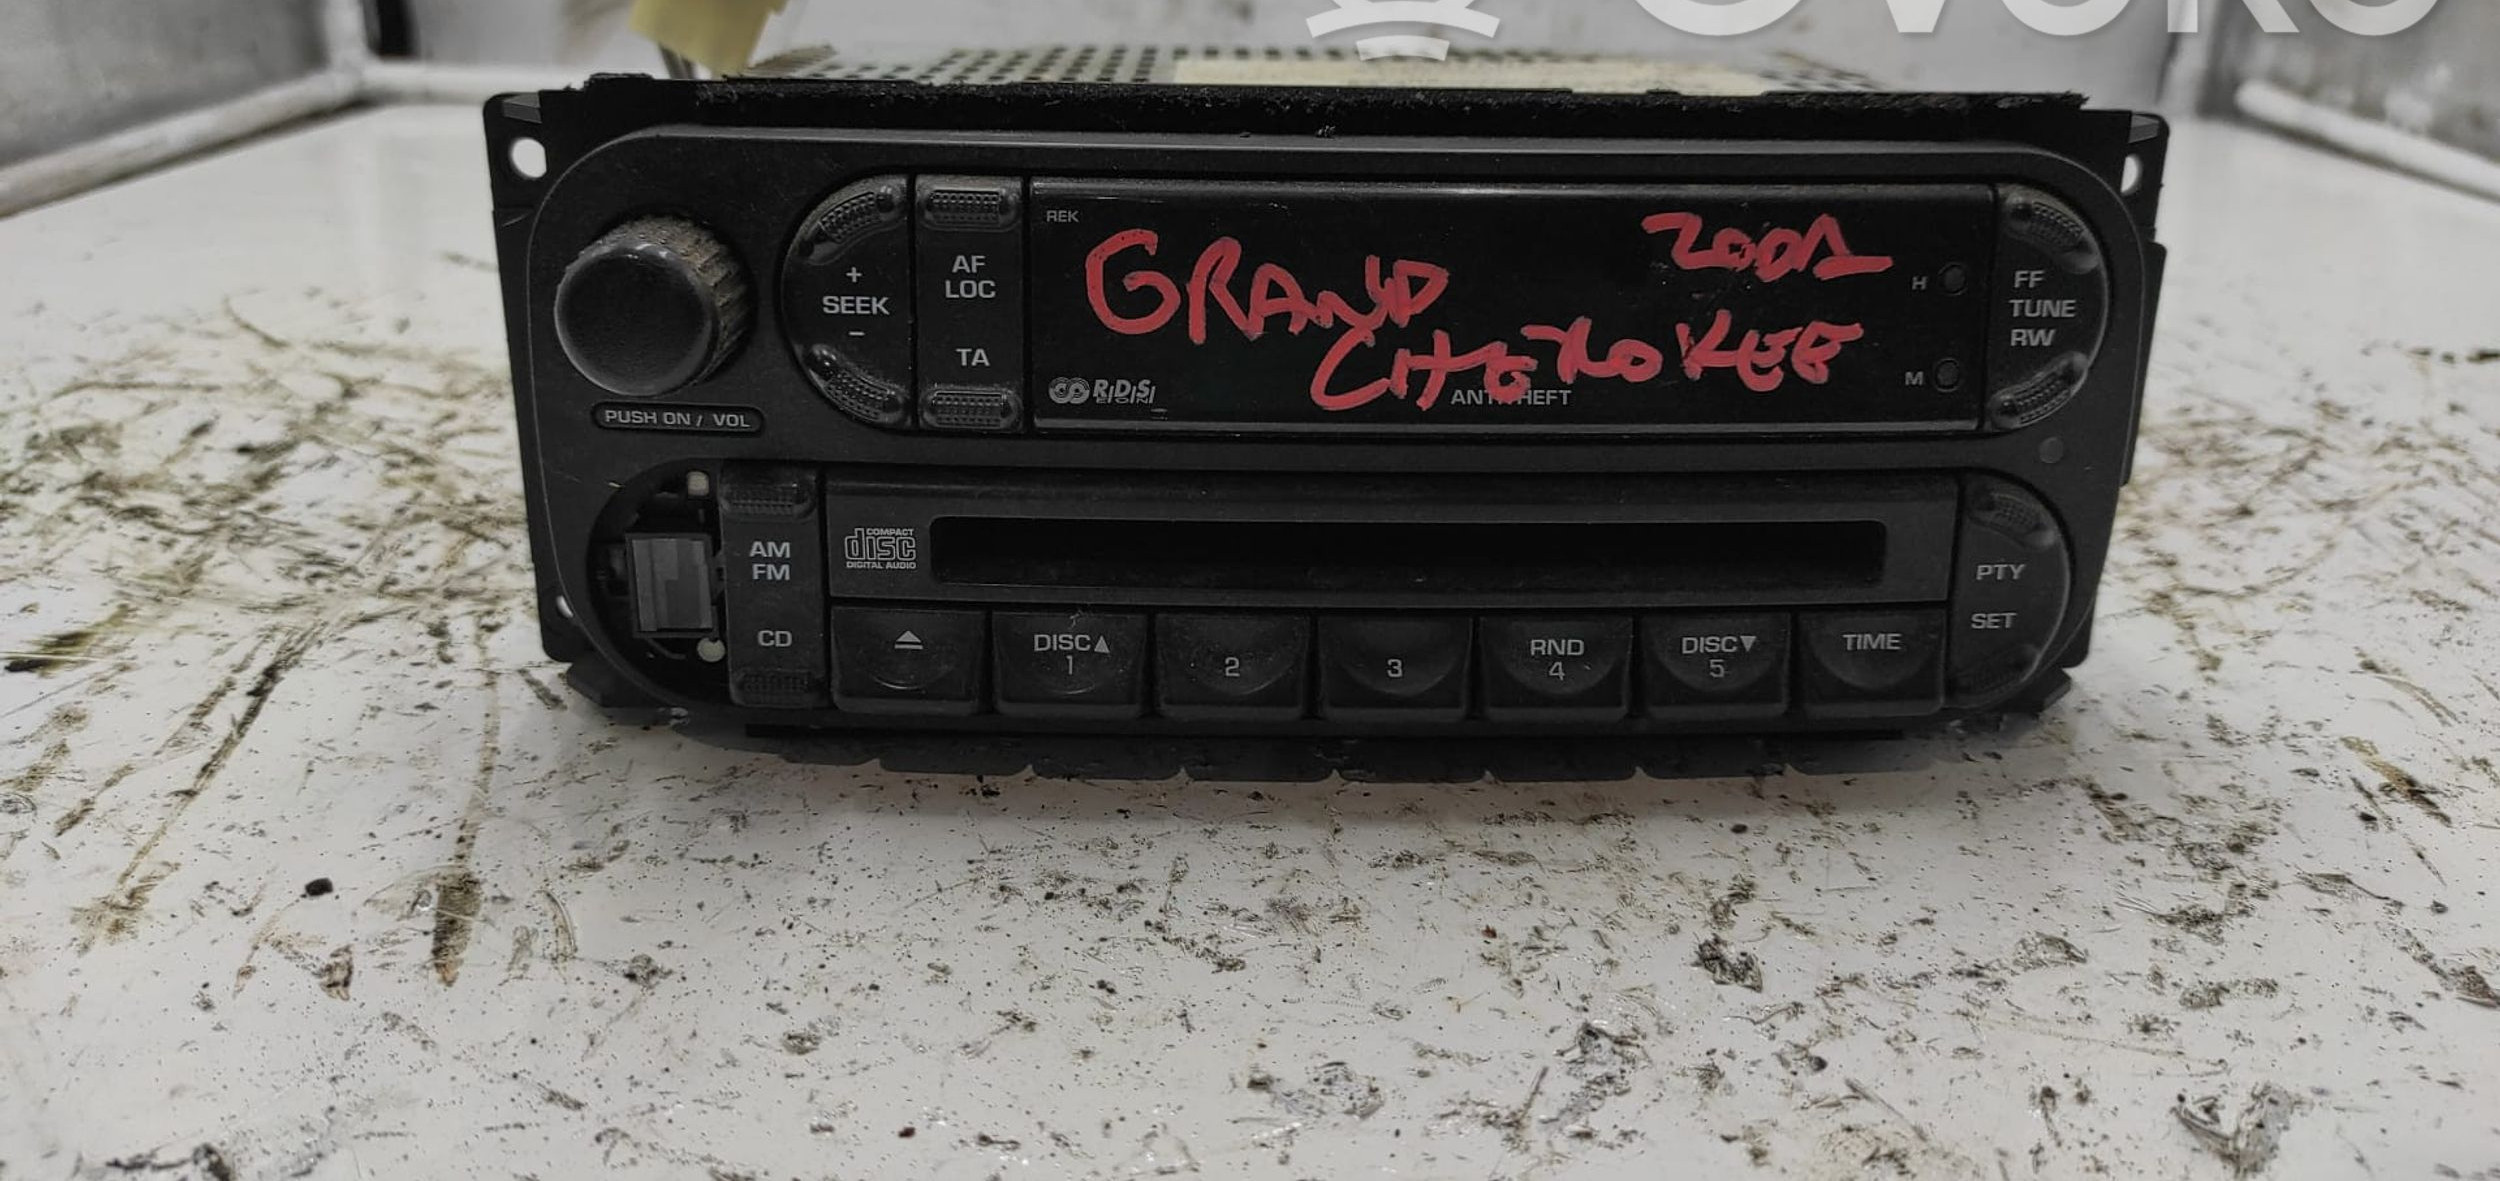 REK
GRAND
2001
CHEROKEE
+
SEEK
-
AF
LOC
TA
RDS
EON
ANTI THEFT
H
M
FF
TUNE
RW
PUSH ON / VOL
AM
FM
CD
COMPACT
disc
DIGITAL AUDIO
PTY
SET
DISC▲
1
2
3
RND
4
DISC▼
5
TIME